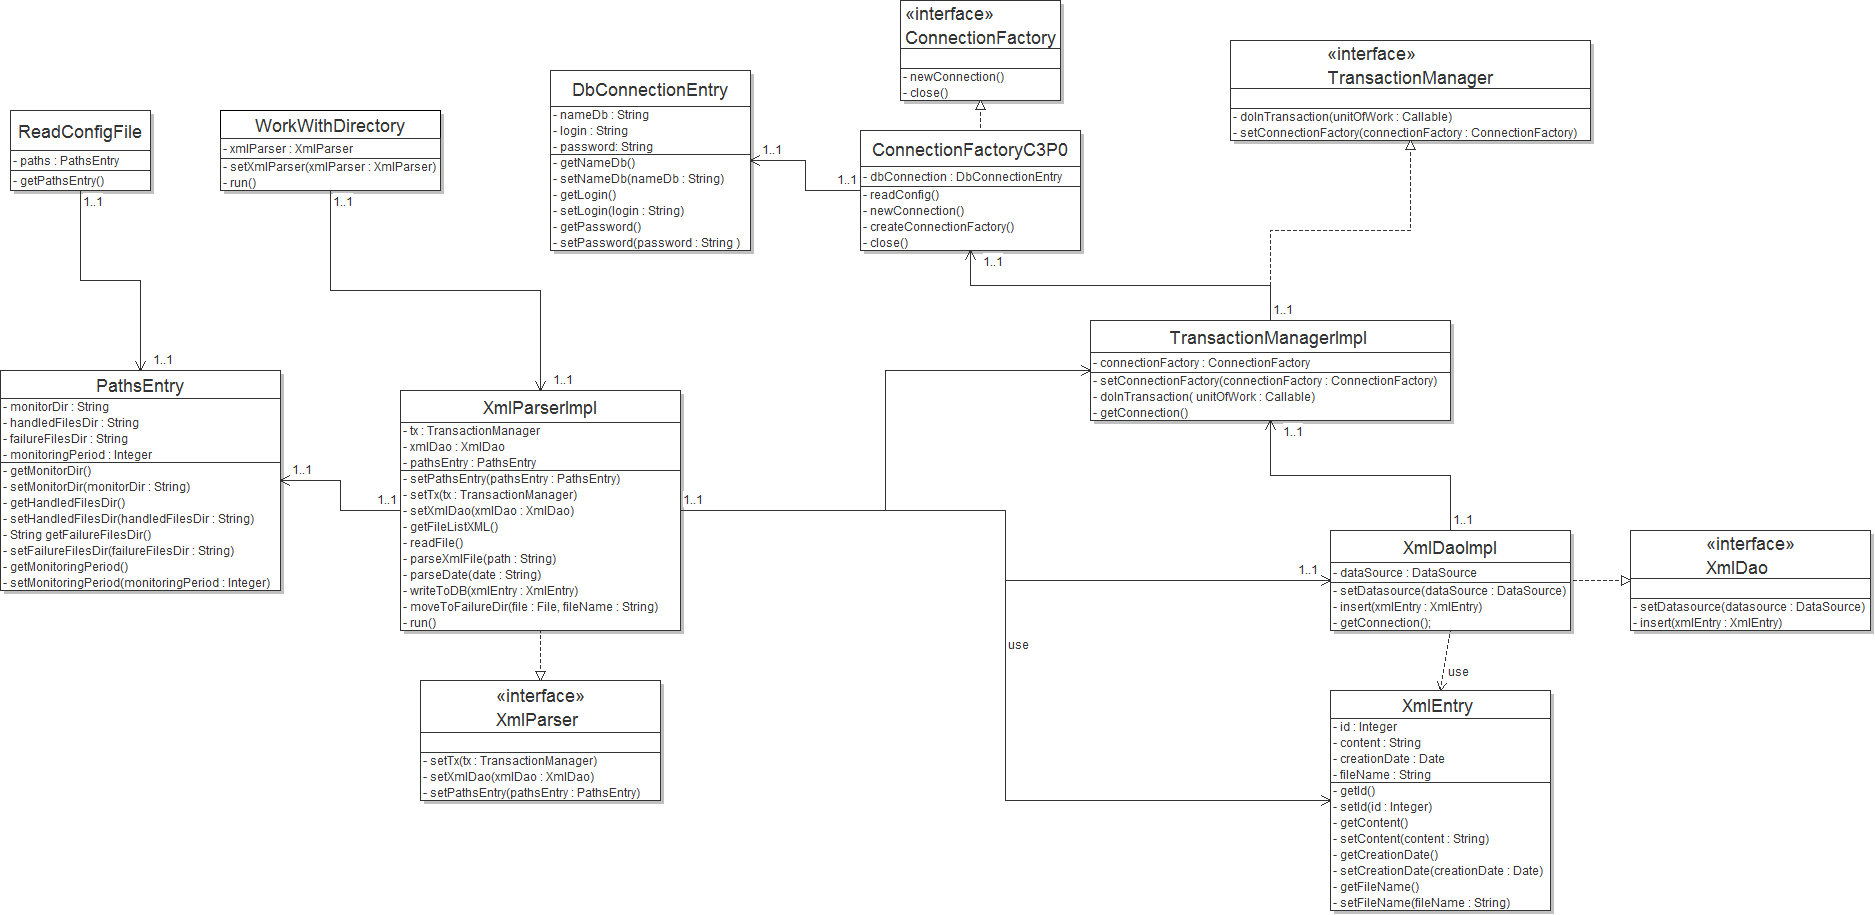 «interface»
ConnectionFactory
- newConnection()
- close()
«interface»
TransactionManager
- doInTransaction(unitOfWork : Callable)
- setConnectionFactory(connectionFactory : ConnectionFactory)
DbConnectionEntry
- nameDb : String
- login : String
- password: String
- getNameDb()
- setNameDb(nameDb : String)
- getLogin()
- setLogin(login : String)
- getPassword()
- setPassword(password : String )
1..1
1..1
ReadConfigFile
- paths : PathsEntry
- getPathsEntry()
1..1
WorkWithDirectory
- xmlParser : XmlParser
- setXmlParser(xmlParser : XmlParser)
- run()
1..1
ConnectionFactoryC3P0
- dbConnection : DbConnectionEntry
- readConfig()
- newConnection()
- createConnectionFactory()
- close()
1..1
1..1
TransactionManagerImpl
- connectionFactory : ConnectionFactory
- setConnectionFactory(connectionFactory : ConnectionFactory)
- doInTransaction( unitOfWork : Callable)
- getConnection()
1..1
1..1
PathsEntry
- monitorDir : String
- handledFilesDir : String
- failureFilesDir : String
- monitoringPeriod : Integer
- getMonitorDir()
- setMonitorDir(monitorDir : String)
- getHandledFilesDir()
- setHandledFilesDir(handledFilesDir : String)
- String getFailureFilesDir()
- setFailureFilesDir(failureFilesDir : String)
- getMonitoringPeriod()
- setMonitoringPeriod(monitoringPeriod : Integer)
1..1
1..1
1..1
XmlParserImpl
- tx : TransactionManager
- xmlDao : XmlDao
- pathsEntry : PathsEntry
- setPathsEntry(pathsEntry : PathsEntry)
- setTx(tx : TransactionManager)
- setXmlDao(xmlDao : XmlDao)
- getFileListXML()
- readFile()
- parseXmlFile(path : String)
- parseDate(date : String)
- writeToDB(xmlEntry : XmlEntry)
- moveToFailureDir(file : File, fileName : String)
- run()
1..1
use
1..1
1..1
XmlDaoImpl
- dataSource : DataSource
- setDatasource(dataSource : DataSource)
- insert(xmlEntry : XmlEntry)
- getConnection();
«interface»
XmlDao
- setDatasource(datasource : DataSource)
- insert(xmlEntry : XmlEntry)
use
«interface»
XmlParser
- setTx(tx : TransactionManager)
- setXmlDao(xmlDao : XmlDao)
- setPathsEntry(pathsEntry : PathsEntry)
XmlEntry
- id : Integer
- content : String
- creationDate : Date
- fileName : String
- getId()
- setId(id : Integer)
- getContent()
- setContent(content : String)
- getCreationDate()
- setCreationDate(creationDate : Date)
- getFileName()
- setFileName(fileName : String)